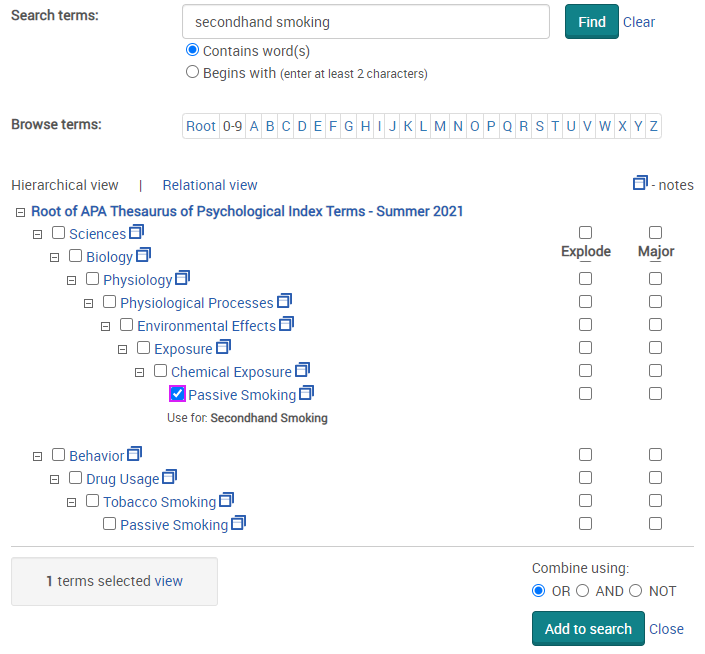 Search terms:
secondhand smoking
Find Clear
Contains word(s)
Begins with (enter at least 2 characters)
Browse terms:
Root 0-9 A B C D E F G H I J K L M N O P Q R S T U V W X Y Z
Hierarchical view | Relational view
- notes
Root of APA Thesaurus of Psychological Index Terms - Summer 2021
Sciences
Explode Major
Biology
Physiology
Physiological Processes
Environmental Effects
Exposure
Chemical Exposure
Passive Smoking
Use for: Secondhand Smoking
Behavior
Drug Usage
Tobacco Smoking
Passive Smoking
1 terms selected view
Combine using:
OR AND NOT
Add to search Close